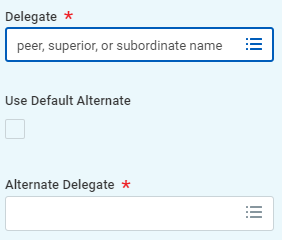 Delegate *
peer, superior, or subordinate name
Use Default Alternate
Alternate Delegate *